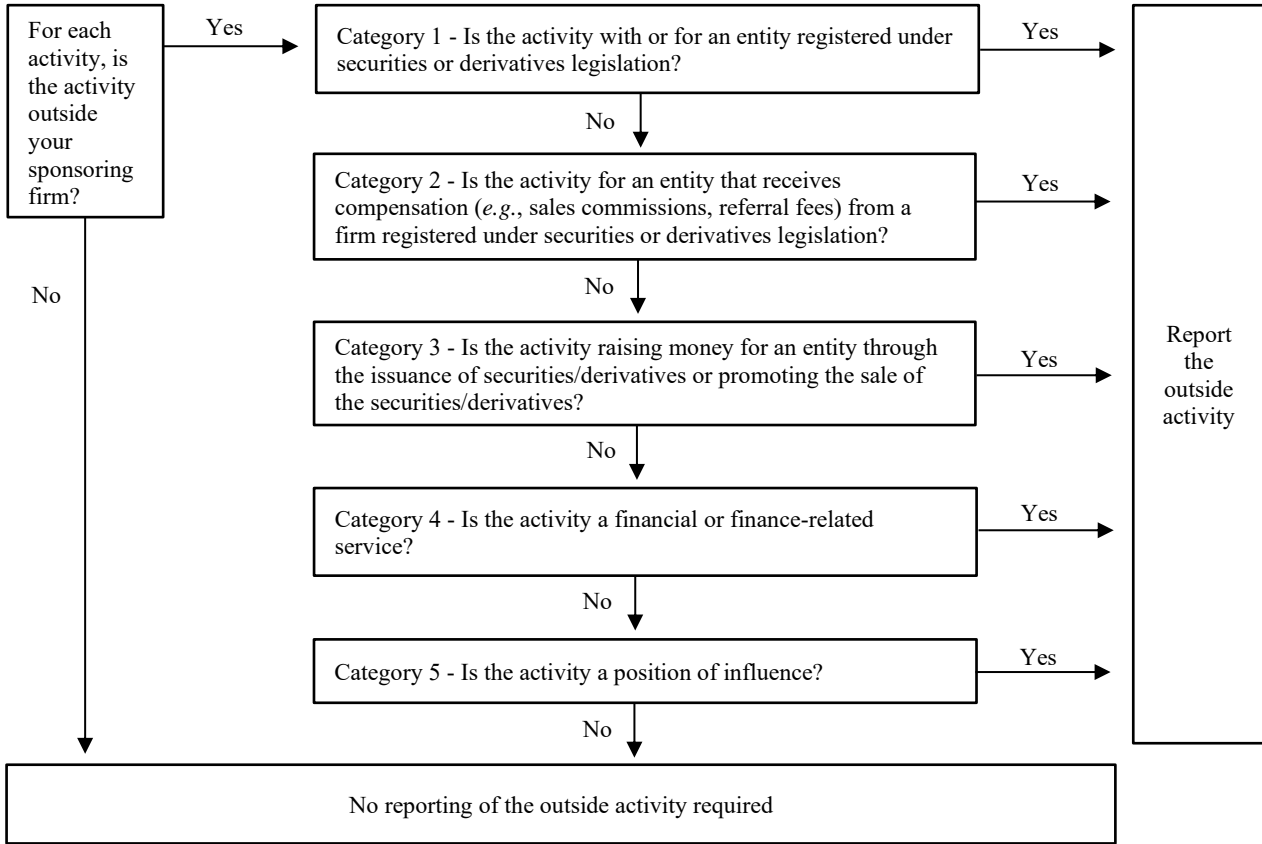 For each
activity, is
the activity
outside
your
sponsoring
firm?
Yes
Category 1 - Is the activity with or for an entity registered under
securities or derivatives legislation?
Yes
No
Category 2 - Is the activity for an entity that receives
compensation (e.g., sales commissions, referral fees) from a
firm registered under securities or derivatives legislation?
Yes
No
No
Category 3 - Is the activity raising money for an entity through
the issuance of securities/derivatives or promoting the sale of
the securities/derivatives?
Yes
Report
the
outside
activity
No
Category 4 - Is the activity a financial or finance-related
service?
Yes
No
Category 5 - Is the activity a position of influence?
Yes
No
No reporting of the outside activity required